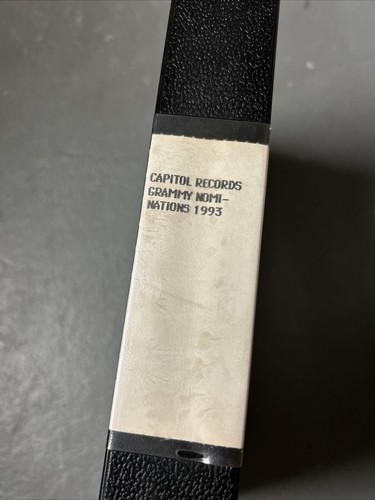 CAPITOL RECORDS
GRAMMY NOMI-
NATIONS 1993